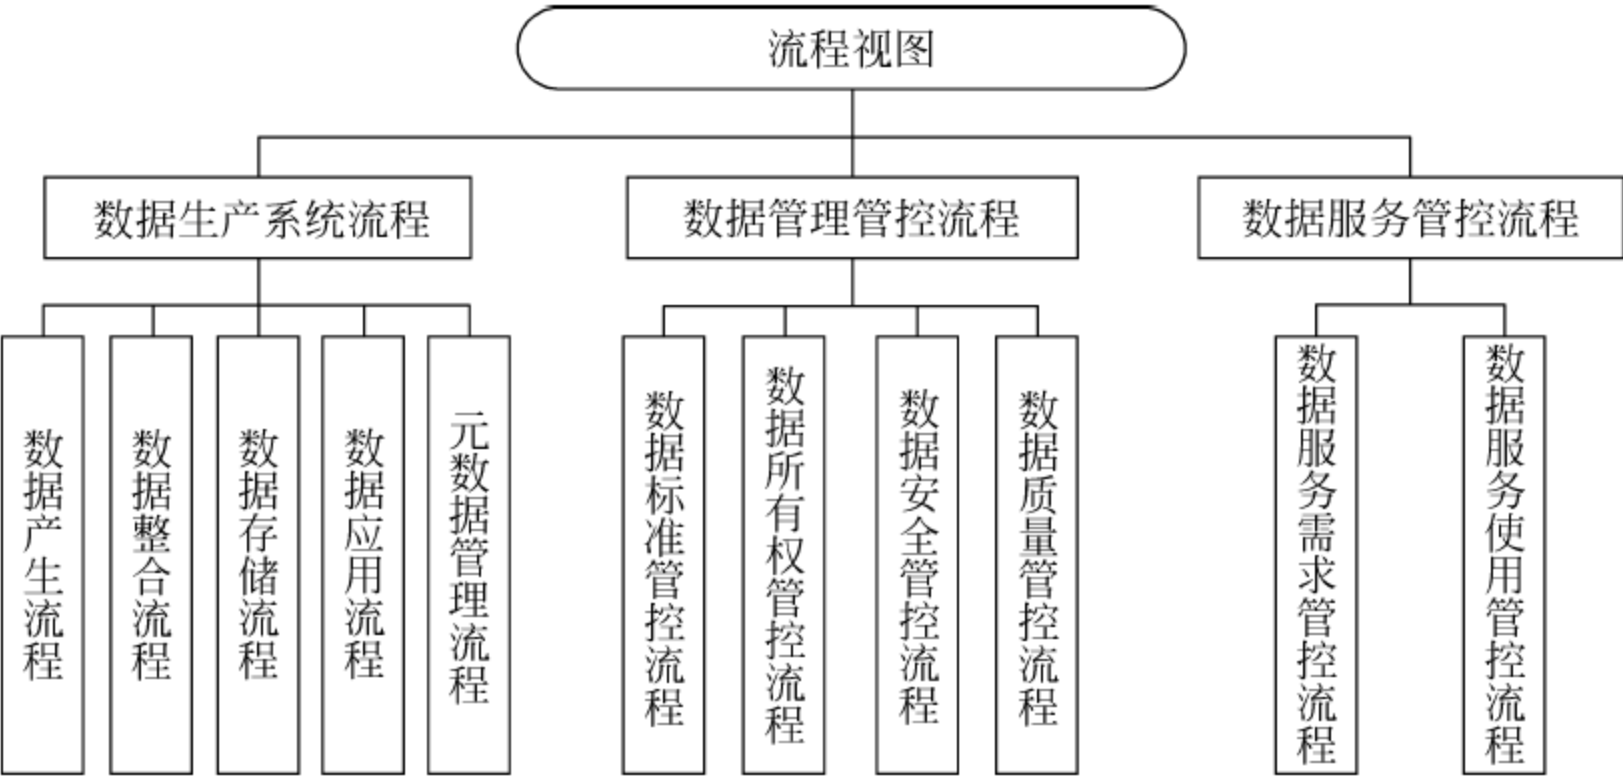 流程视图
数据生产系统流程
数据管理管控流程
数据服务管控流程
数据产生流程
数据整合流程
数据存储流程
数据应用流程
元数据管理流程
数据标准管控流程
数据所有权管控流程
数据安全管控流程
数据质量管控流程
数据服务需求管控流程
数据服务使用管控流程